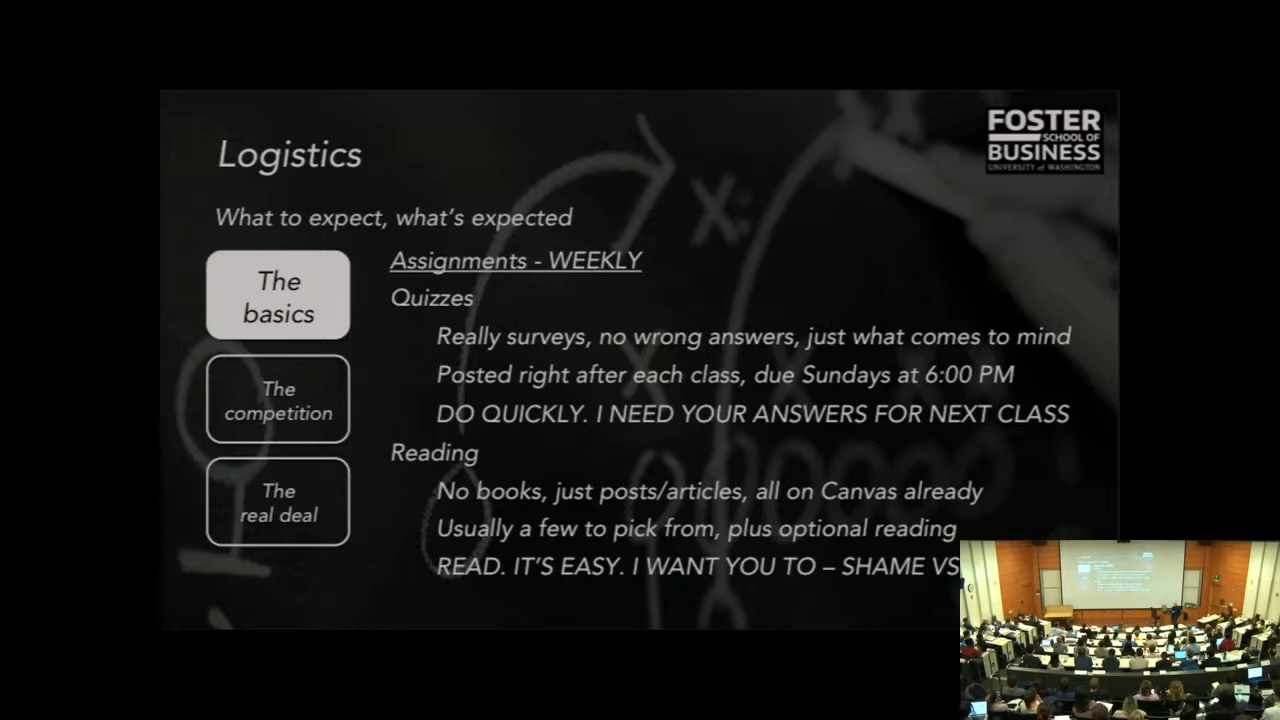 FOSTER
SCHOOL OF
BUSINESS
UNIVERSITY of WASHINGTON
Logistics
What to expect, what's expected
The
basics
The
competition
The
real deal
Assignments - WEEKLY
Quizzes
Really surveys, no wrong answers, just what comes to mind
Posted right after each class, due Sundays at 6:00 PM
DO QUICKLY. I NEED YOUR ANSWERS FOR NEXT CLASS
Reading
No books, just posts/articles, all on Canvas already
Usually a few to pick from, plus optional reading
READ. IT'S EASY. I WANT YOU TO – SHAME VS